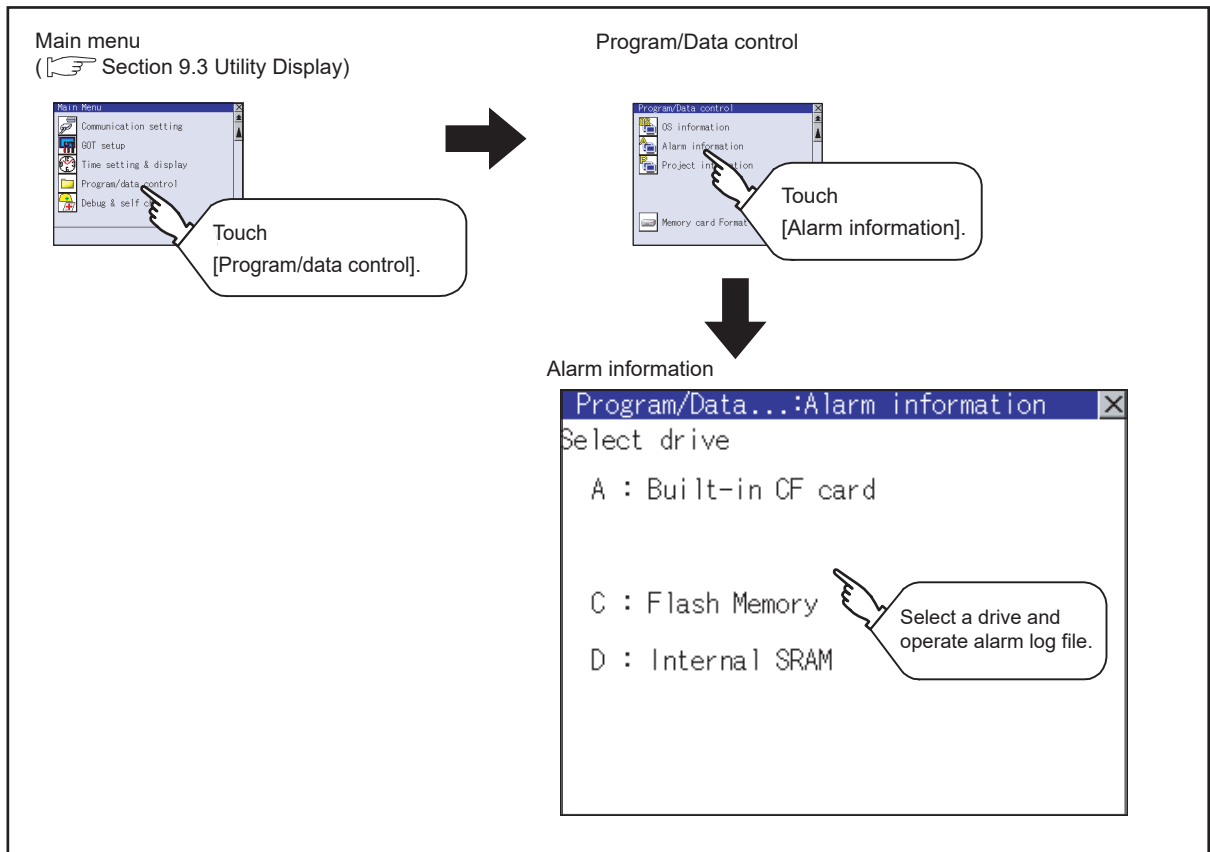 Main menu
( Section 9.3 Utility Display)
Main Menu
Communication setting
GOT setup
Time setting & display
Program/data control
Debug & self
Touch
[Program/data control].
Program/Data control
Program/Data control
OS information
Alarm information
Project information
Memory card Format
Touch
[Alarm information].
Alarm information
Program/Data...:Alarm information
Select drive
A : Built-in CF card
C : Flash Memory
D : Internal SRAM
Select a drive and
operate alarm log file.